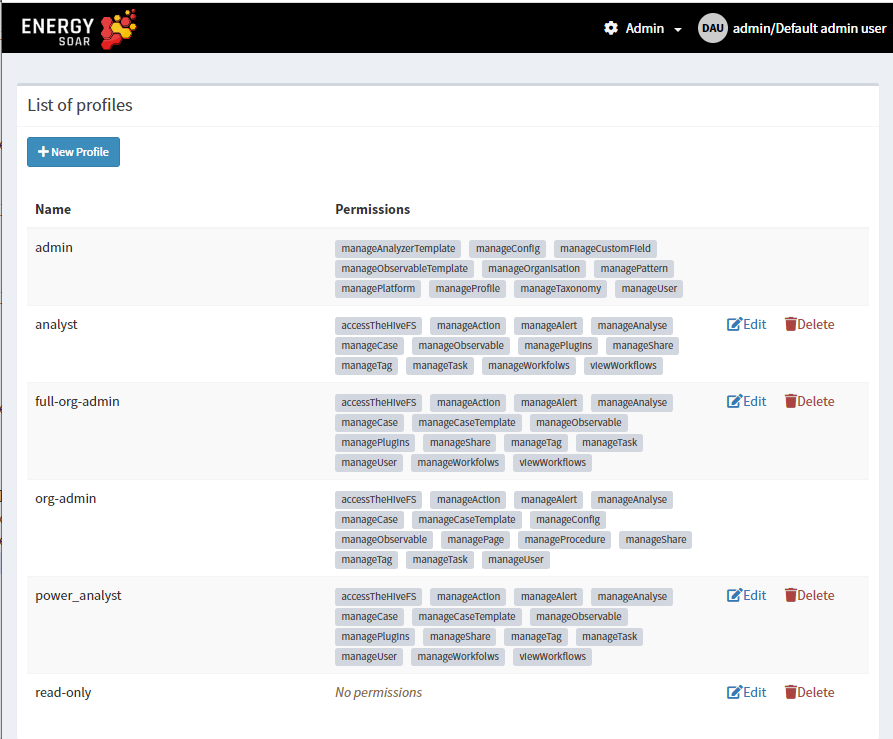 ENERGY
SOAR
Admin
DAU admin/Default admin user
List of profiles
New Profile
Name Permissions
admin manageAnalyzerTemplate manageConfig manageCustomField
manageObservableTemplate manageOrganisation managePattern
managePlatform manageProfile manageTaxonomy manageUser
analyst accessTheHiveFS manageAction manageAlert manageAnalyse Edit Delete
manageCase manageObservable managePlugIns manageShare
manageTag manageTask manageWorkfolws viewWorkflows
full-org-admin accessTheHiveFS manageAction manageAlert manageAnalyse Edit Delete
manageCase manageCaseTemplate manageObservable
managePlugIns manageShare manageTag manageTask
manageUser manageWorkfolws viewWorkflows
org-admin accessTheHiveFS manageAction manageAlert manageAnalyse
manageCase manageCaseTemplate manageConfig
manageObservable managePage manageProcedure manageShare
manageTag manageTask manageUser
power_analyst accessTheHiveFS manageAction manageAlert manageAnalyse Edit Delete
manageCase manageCaseTemplate manageObservable
managePlugIns manageShare manageTag manageTask
manageUser manageWorkfolws viewWorkflows
read-only No permissions Edit Delete